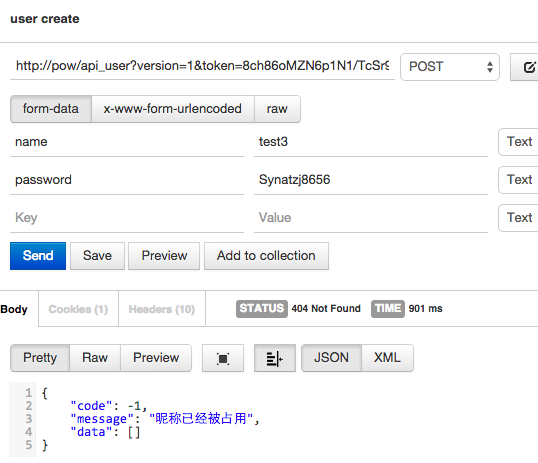 user create
http://pow/api_user?version=1&token=8ch86oMZN6p1N1/TcSr9 POST
form-data x-www-form-urlencoded raw
name test3 Text
password Synatzj8656 Text
Key Value Text
Send Save Preview Add to collection
Body Cookies (1) Headers (10) STATUS 404 Not Found TIME 901 ms
Pretty Raw Preview JSON XML
1 {
2 "code": -1,
3 "message": "昵称已经被占用",
4 "data": []
5 }